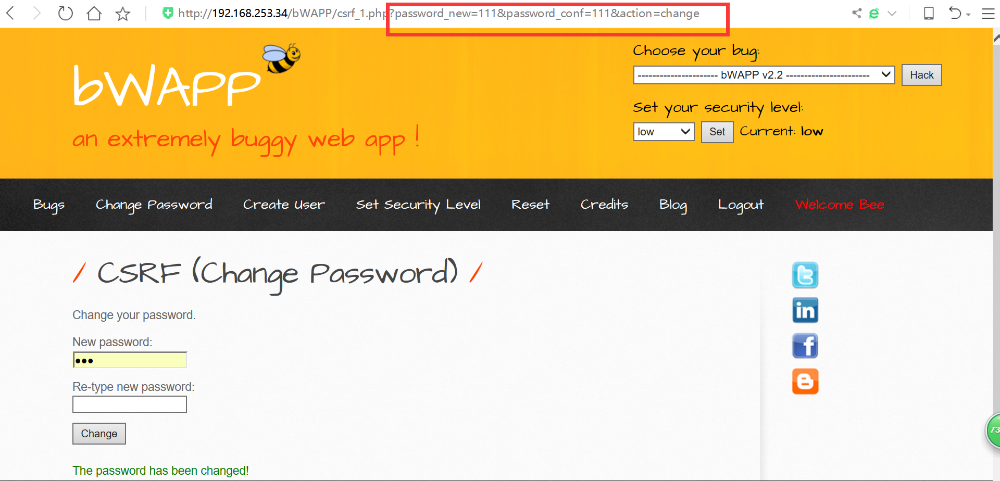 http://192.168.253.34/bWAPP/csrf_1.php?password_new=111&password_conf=111&action=change
bWAPP
an extremely buggy web app !
Choose your bug:
---------------------- bWAPP v2.2 -----------------------
Hack
Set your security level:
low
Set
Current: low
Bugs
Change Password
Create User
Set Security Level
Reset
Credits
Blog
Logout
Welcome Bee
/ CSRF (Change Password) /
Change your password.
New password:
•••
Re-type new password:
Change
The password has been changed!
73